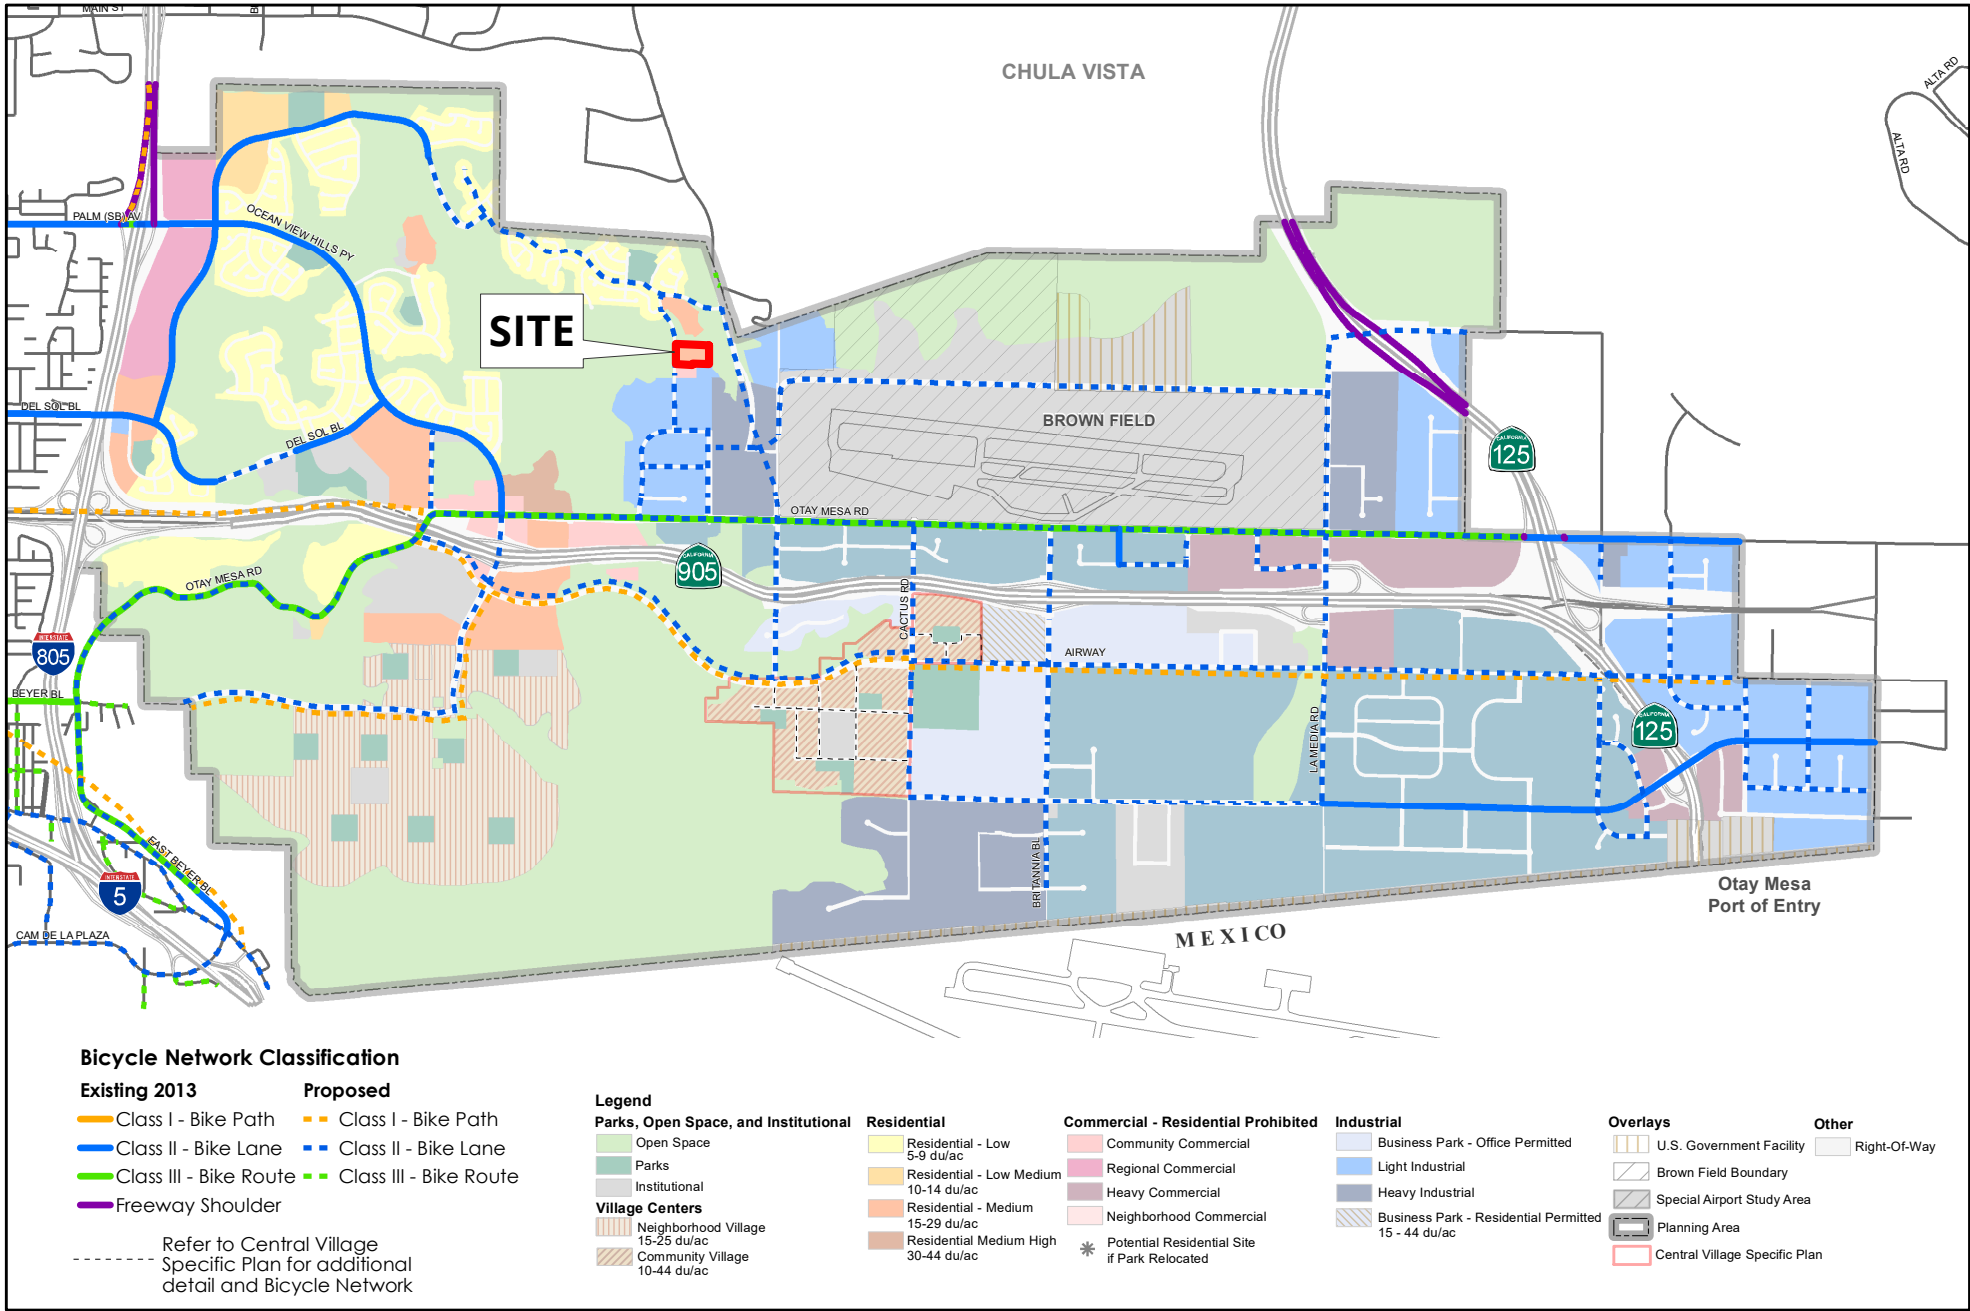 MAIN ST
CHULA VISTA
ALTA RD
ALTA RD
PALM (SB) AV
OCEAN VIEW HILLS PY
SITE
DEL SOL BL
DEL SOL BL
BROWN FIELD
CALIFORNIA
125
OTAY MESA RD
CALIFORNIA
905
OTAY MESA RD
CACTUS RD
INTERSTATE
805
AIRWAY
BEYER BL
LA MEDIA RD
CALIFORNIA
125
EAST BEYER BL
BRITANNIA BL
INTERSTATE
5
Otay Mesa
Port of Entry
CAM DE LA PLAZA
MEXICO
Bicycle Network Classification
Existing 2013
Class I - Bike Path
Class II - Bike Lane
Class III - Bike Route
Freeway Shoulder
Proposed
Class I - Bike Path
Class II - Bike Lane
Class III - Bike Route
Refer to Central Village
Specific Plan for additional
detail and Bicycle Network
Legend
Parks, Open Space, and Institutional
Open Space
Parks
Institutional
Village Centers
Neighborhood Village
15-25 du/ac
Community Village
10-44 du/ac
Residential
Residential - Low
5-9 du/ac
Residential - Low Medium
10-14 du/ac
Residential - Medium
15-29 du/ac
Residential Medium High
30-44 du/ac
Commercial - Residential Prohibited
Community Commercial
Regional Commercial
Heavy Commercial
Neighborhood Commercial
Potential Residential Site
if Park Relocated
Industrial
Business Park - Office Permitted
Light Industrial
Heavy Industrial
Business Park - Residential Permitted
15 - 44 du/ac
Overlays
U.S. Government Facility
Brown Field Boundary
Special Airport Study Area
Planning Area
Central Village Specific Plan
Other
Right-Of-Way